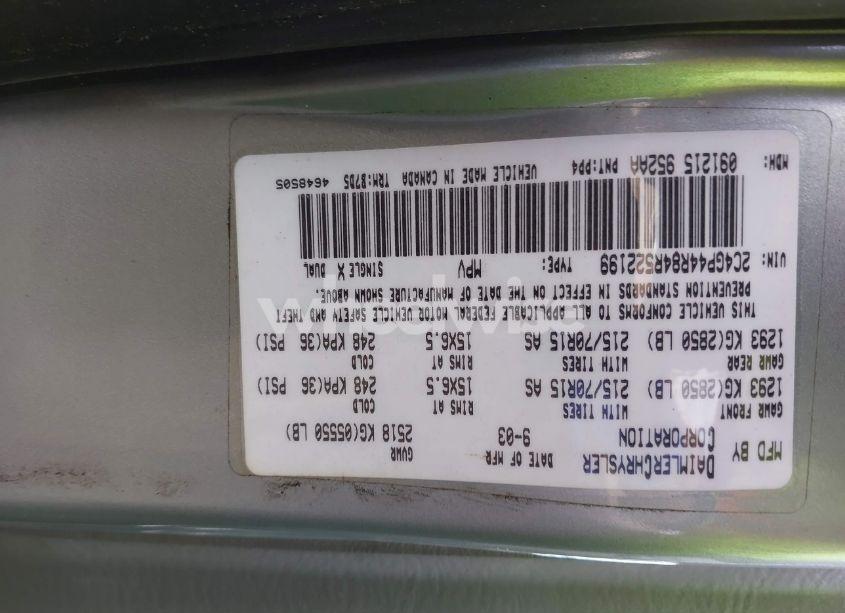 MFD BY DAIMLERCHRYSLER CORPORATION DATE OF MFR 9-03 GVWR 2518 KG(05550 LB)
GAWR FRONT WITH TIRES RIMS AT COLD
1293 KG(2850 LB) 215/70R15 AS 15X6.5 248 KPA(36 PSI)
GAWR REAR WITH TIRES RIMS AT COLD
1293 KG(2850 LB) 215/70R15 AS 15X6.5 248 KPA(36 PSI)
THIS VEHICLE CONFORMS TO ALL APPLICABLE FEDERAL MOTOR VEHICLE SAFETY AND THEFT
PREVENTION STANDARDS IN EFFECT ON THE DATE OF MANUFACTURE SHOWN ABOVE.
VIN: 2C4GP44R84R522199 TYPE: MPV SINGLE X DUAL
MDH: 091215 952AA PNT:PP4 VEHICLE MADE IN CANADA TRM:B7D5 4648505
wheelwise